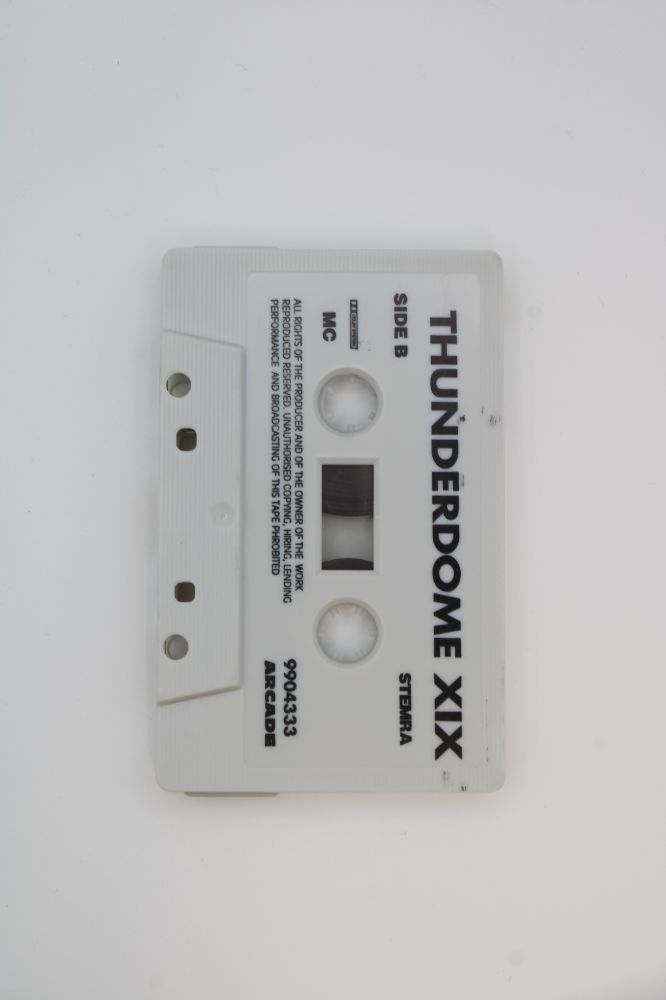 THUNDERDOME XIX
SIDE B
STEMRA
MC
ALL RIGHTS OF THE PRODUCER AND OF THE OWNER OF THE WORK
REPRODUCED RESERVED. UNAUTHORISED COPYING, HIRING, LENDING
PERFORMANCE AND BROADCASTING OF THIS TAPE PHROBITED
9904333
ARCADE